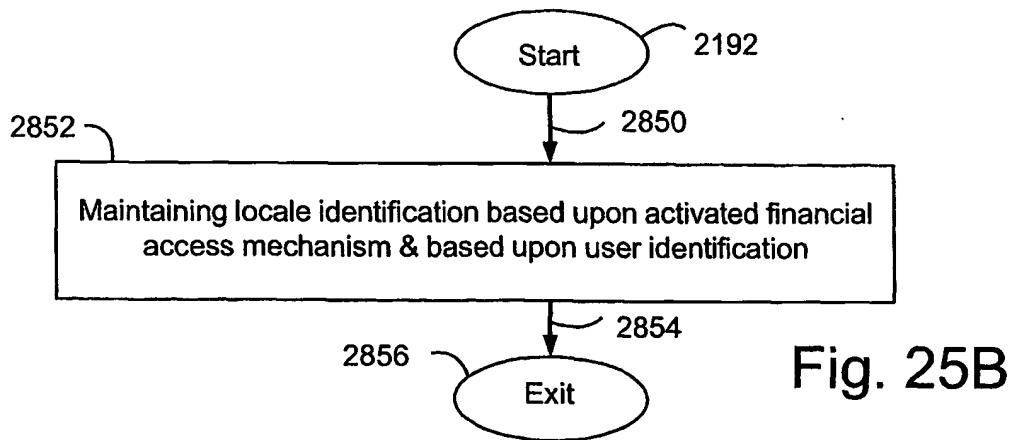 Start
2192
2850
2852
Maintaining locale identification based upon activated financial
access mechanism & based upon user identification
2854
2856
Exit
Fig. 25B